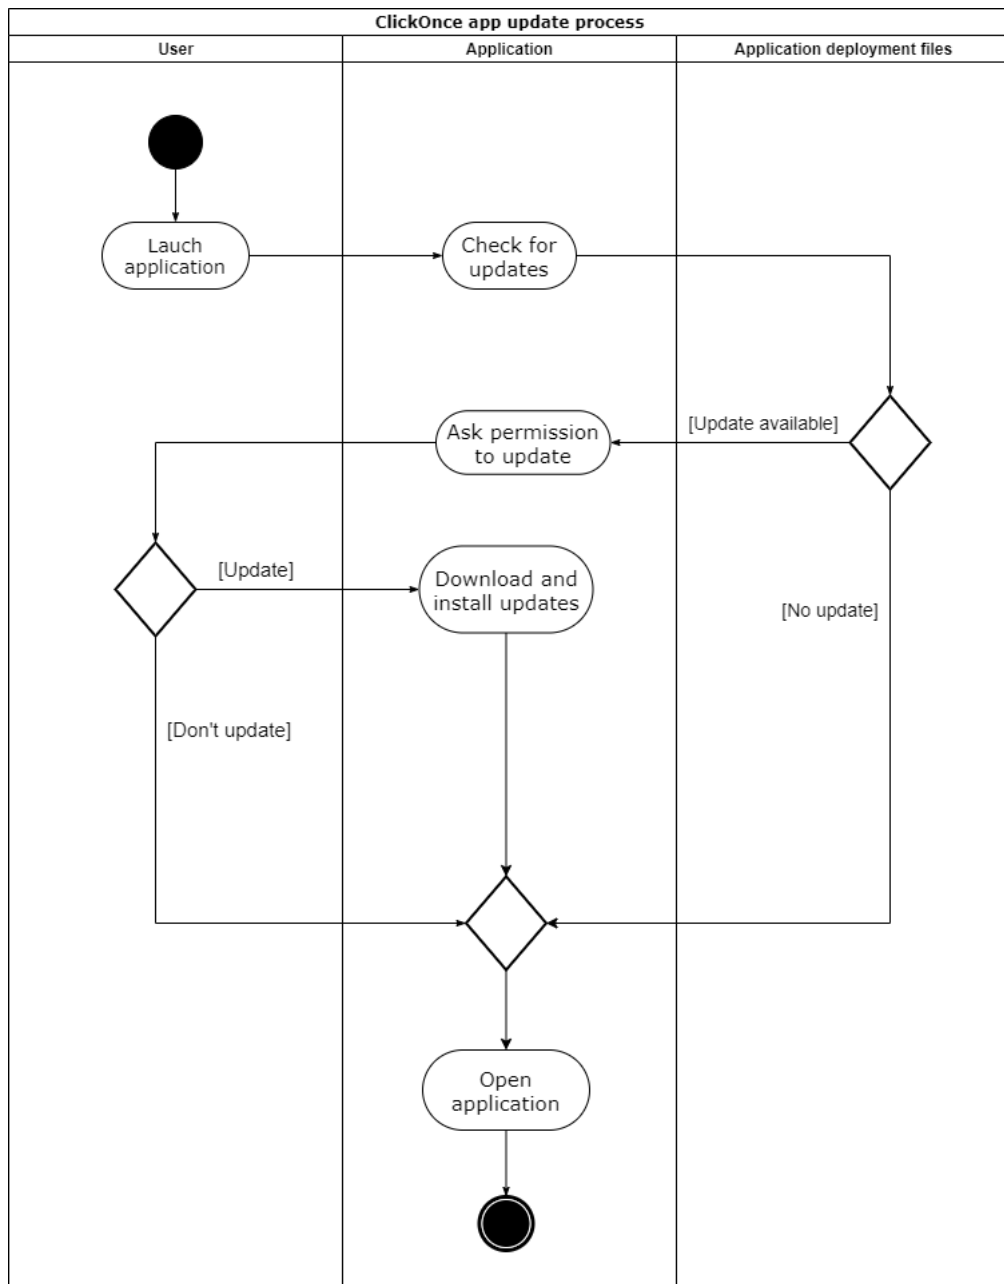 ClickOnce app update process
User
Application
Application deployment files
Lauch
application
Check for
updates
Ask permission
to update
[Update available]
[Update]
Download and
install updates
[No update]
[Don't update]
Open
application